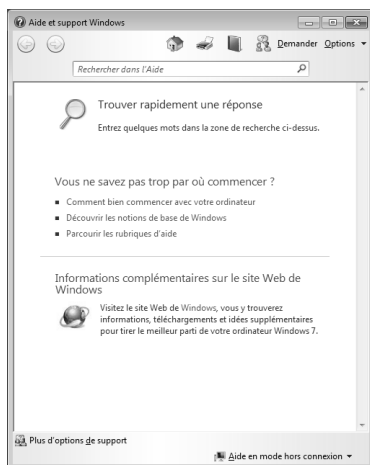 Aide et support Windows
Demander Options
Rechercher dans l'Aide
Trouver rapidement une réponse
Entrez quelques mots dans la zone de recherche ci-dessus.
Vous ne savez pas trop par où commencer ?
Comment bien commencer avec votre ordinateur
Découvrir les notions de base de Windows
Parcourir les rubriques d'aide
Informations complémentaires sur le site Web de
Windows
Visitez le site Web de Windows, vous y trouverez
informations, téléchargements et idées supplémentaires
pour tirer le meilleur parti de votre ordinateur Windows 7.
Plus d'options de support
Aide en mode hors connexion